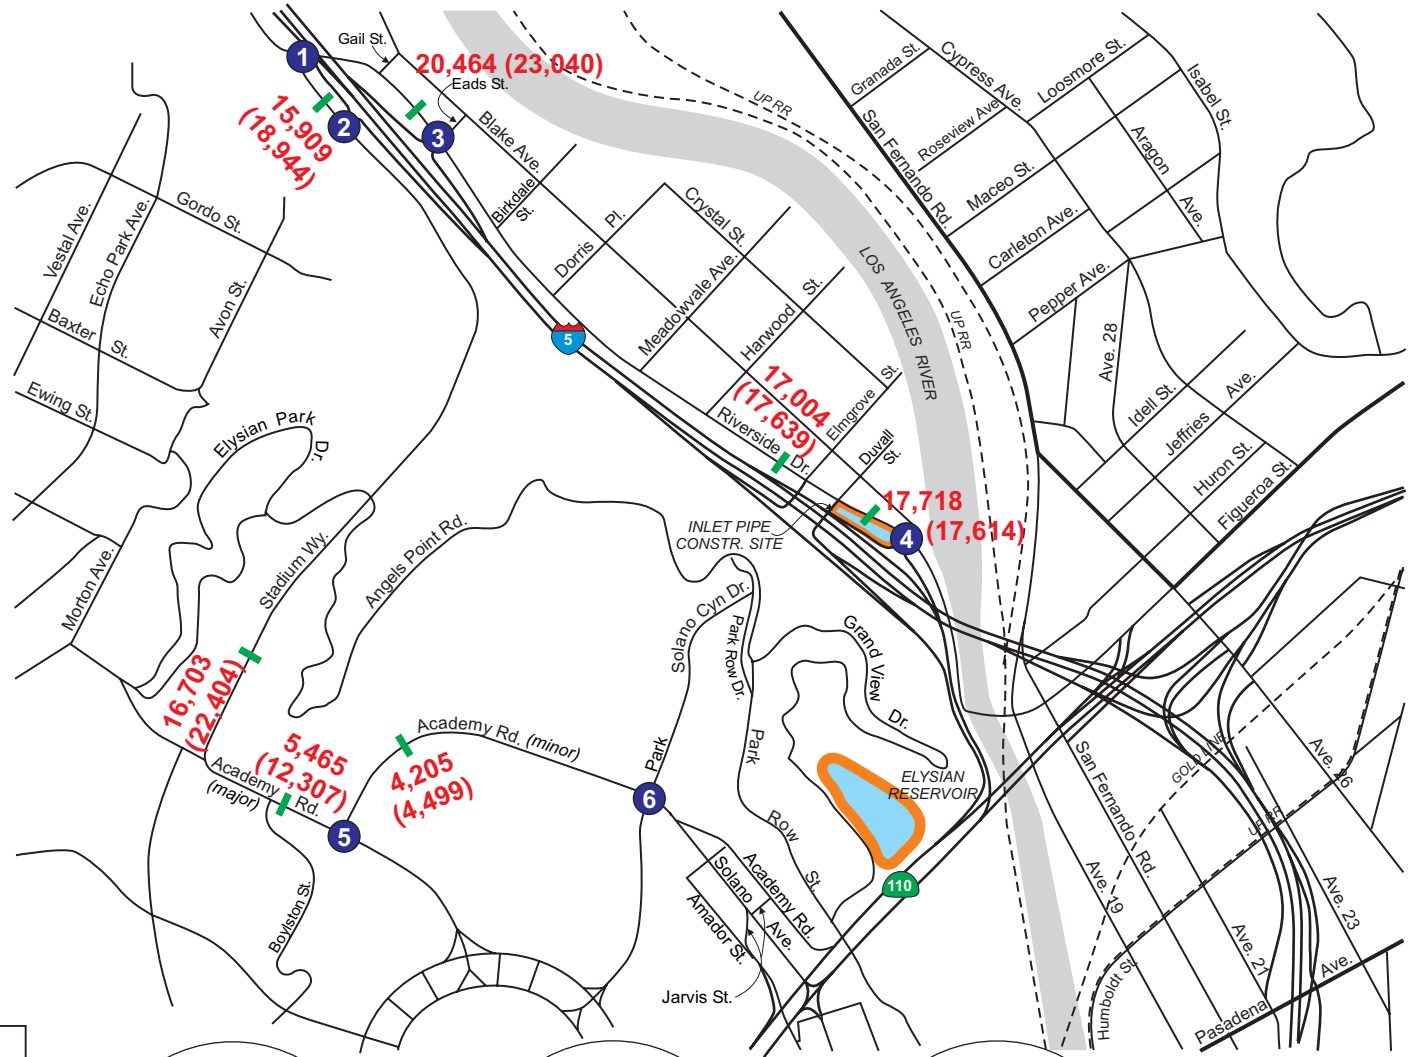 1
Gail St.
20,464 (23,040)
Eads St.
15,909
(18,944)
2
3
Blake Ave.
Birkdale
St.
UP RR
Granada St.
Cypress Ave.
Loosmore St.
Isabel St.
Roseview Ave.
San Fernando Rd.
Maceo St.
Aragon
Ave.
Carleton Ave.
Pepper Ave.
Vestal Ave.
Echo Park Ave.
Gordo St.
Avon St.
Baxter
St.
Ewing St.
Dorris
Pl.
Crystal St.
Meadowvale Ave.
Harwood
St.
LOS ANGELES RIVER
UP RR
Ave. 28
5
17,004
(17,639)
Riverside
Dr.
Elmgrove
St.
Duvall
St.
Idell St.
Jeffries
Ave.
Huron St.
Figueroa St.
Elysian Park
Dr.
Angels Point Rd.
INLET PIPE
CONSTR. SITE
17,718
(17,614)
4
Morton Ave.
Stadium Wy.
Solano Cyn Dr.
Park Row Dr.
Grand View
Dr.
16,703
(22,404)
5,465
(12,307)
Academy Rd.
(major)
5
4,205
(4,499)
Academy Rd. (minor)
Park
6
Park
Row
St.
ELYSIAN
RESERVOIR
110
San Fernando
Rd.
GOLD LINE
UP RR
Ave. 26
Boylston St.
Solano
Ave.
Academy Rd.
Amador St.
Jarvis St.
Ave. 19
Ave. 21
Ave. 23
Humboldt St.
Pasadena
Ave.